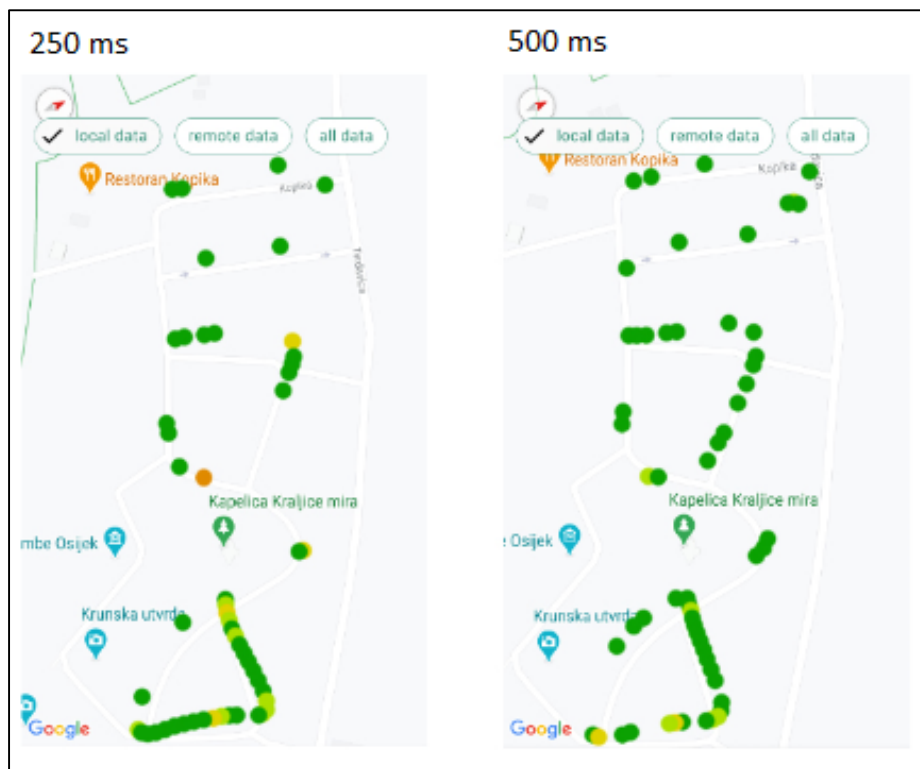 250 ms
500 ms
local data
remote data
all data
Restoran Kopika
Kopika
Tvrđavica
Kapelica Kraljice mira
mbe Osijek
Krunska utvrda
Google
local data
remote data
all data
Restoran Kopika
Kopika
Kapelica Kraljice mira
e Osijek
Krunska utvrda
Google